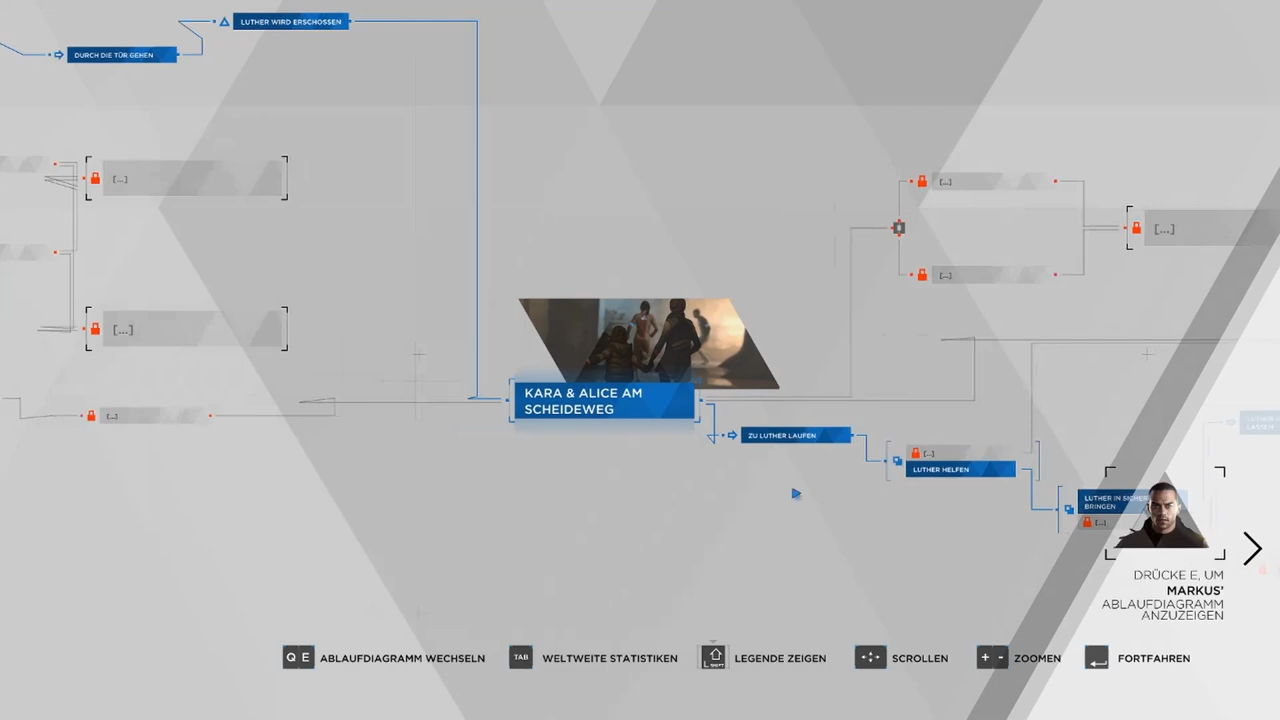 LUTHER WIRD ERSCHOSSEN
DURCH DIE TÜR GEHEN
[...]
[...]
[...]
[...]
[...]
[...]
KARA & ALICE AM
SCHEIDEWEG
ZU LUTHER LAUFEN
[...]
LUTHER HELFEN
LUTHER IN
BRINGEN
[...]
LASSEN
DRÜCKE E, UM
MARKUS'
ABLAUFDIAGRAMM
ANZUZEIGEN
Q E ABLAUFDIAGRAMM WECHSELN
TAB WELTWEITE STATISTIKEN
LEGENDE ZEIGEN
SCROLLEN
+ - ZOOMEN
FORTFAHREN